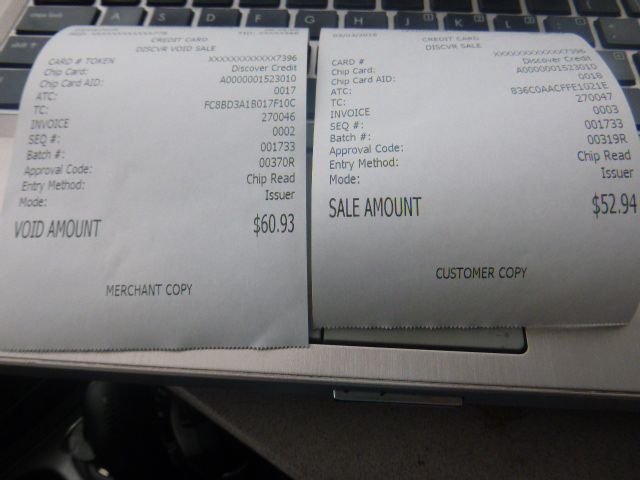 CREDIT CARD
DISCVR VOID SALE
CARD # TOKEN XXXXXXXXXXXX7396
Chip Card: Discover Credit
Chip Card AID: A0000001523010
ATC: 0017
TC: FC8BD3A1B017F10C
INVOICE 270046
SEQ #: 0002
Batch #: 001733
Approval Code: 00370R
Entry Method: Chip Read
Mode: Issuer
VOID AMOUNT $60.93
MERCHANT COPY
CREDIT CARD
DISCVR SALE
CARD # XXXXXXXXXXXX7396
Chip Card: Discover Credit
Chip Card AID: A0000001523010
ATC: 0018
TC: 836C0AACFFE1021E
INVOICE 270047
SEQ #: 0003
Batch #: 001733
Approval Code: 00319R
Entry Method: Chip Read
Mode: Issuer
SALE AMOUNT $52.94
CUSTOMER COPY